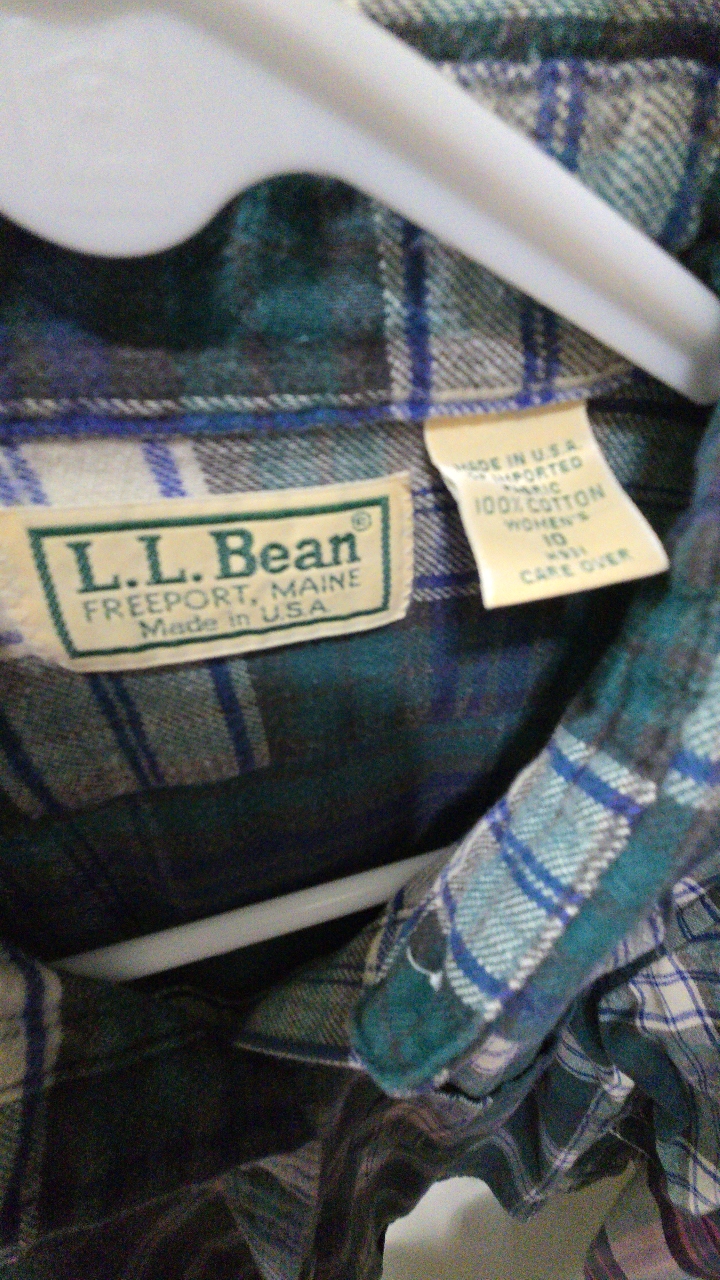 L.L.Bean®
FREEPORT, MAINE
Made in U.S.A.
MADE IN U.S.A.
OF IMPORTED
FABRIC
100% COTTON
WOMEN'S
10
CARE OVER